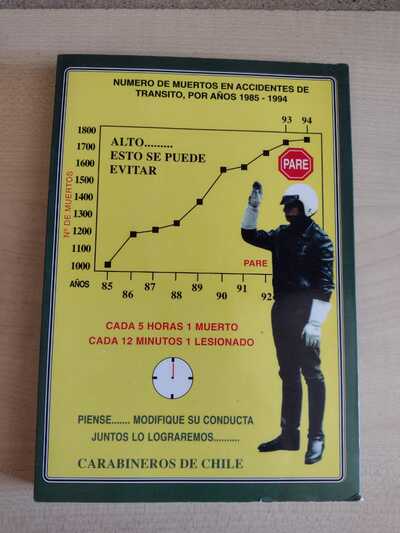 NUMERO DE MUERTOS EN ACCIDENTES DE
TRANSITO, POR AÑOS 1985 - 1994
93 94
1800
1700
1600
1500
1400
1300
1200
1100
1000
Nº DE MUERTOS
ALTO.........
ESTO SE PUEDE
EVITAR
PARE
PARE
AÑOS
85
86
87
88
89
90
91
92
CADA 5 HORAS 1 MUERTO
CADA 12 MINUTOS 1 LESIONADO
PIENSE....... MODIFIQUE SU CONDUCTA
JUNTOS LO LOGRAREMOS..........
CARABINEROS DE CHILE